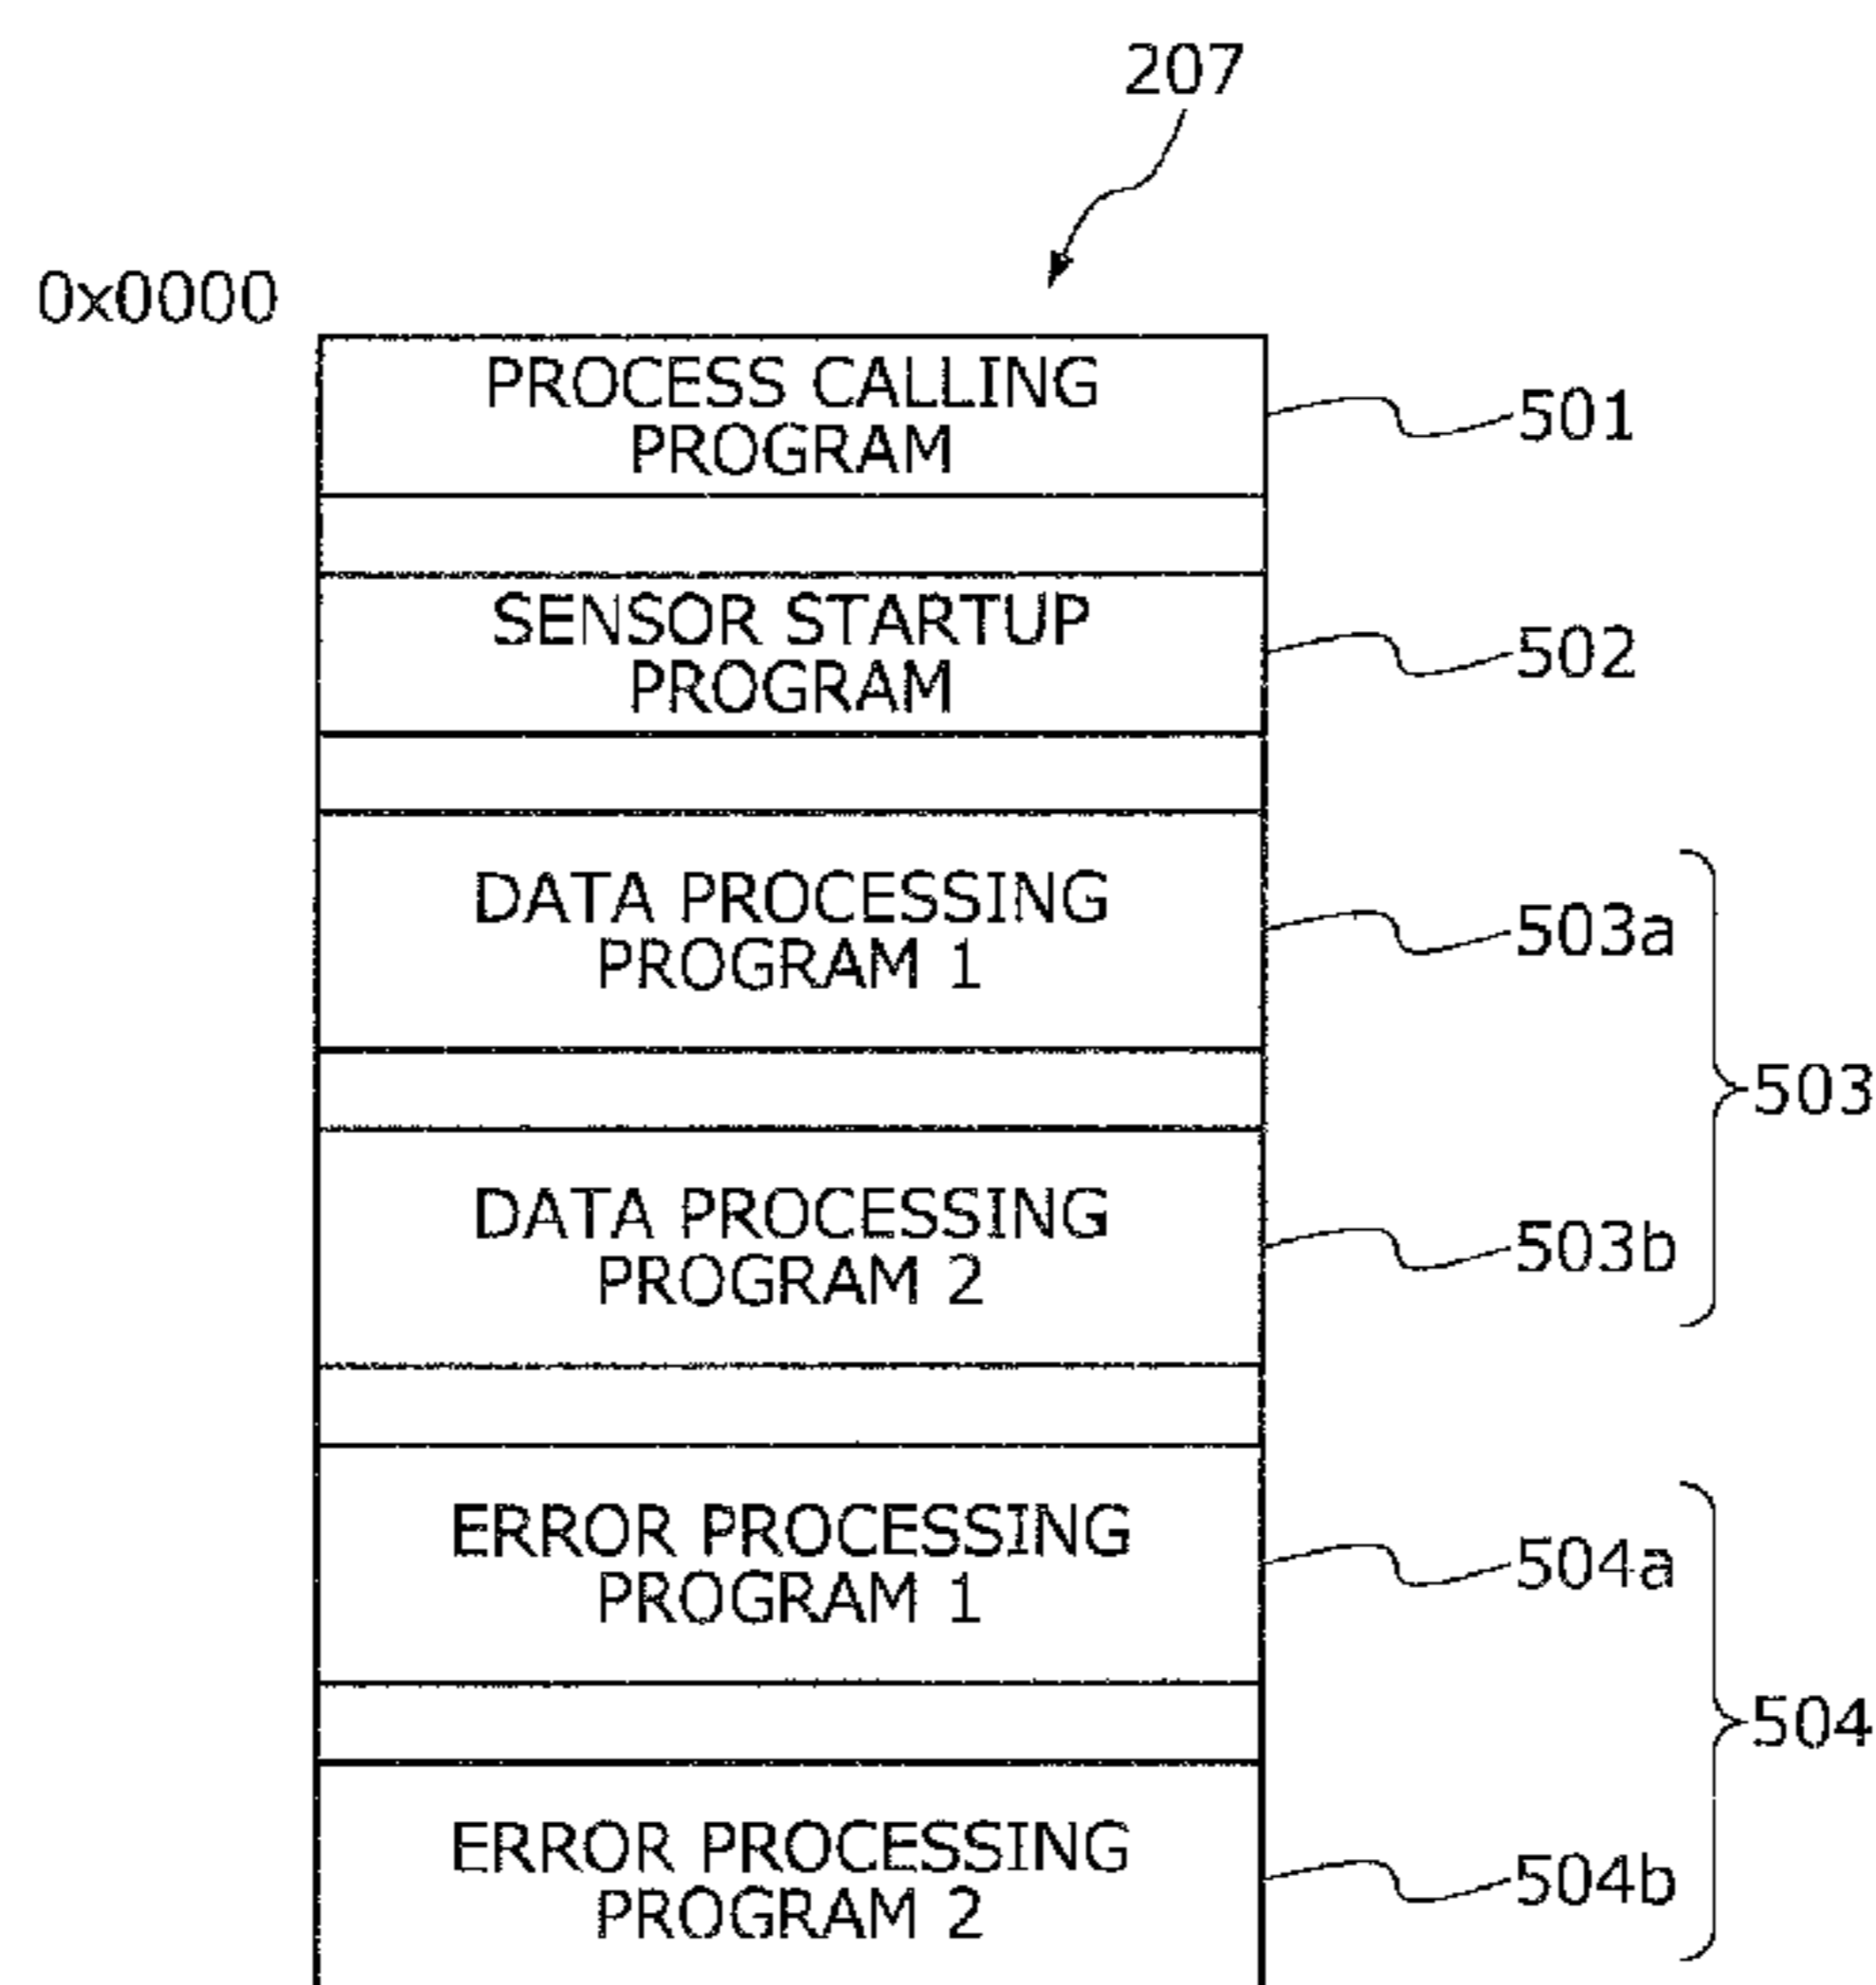 207
0x0000
PROCESS CALLING
PROGRAM
501
SENSOR STARTUP
PROGRAM
502
DATA PROCESSING
PROGRAM 1
503a
503
DATA PROCESSING
PROGRAM 2
503b
ERROR PROCESSING
PROGRAM 1
504a
504
ERROR PROCESSING
PROGRAM 2
504b